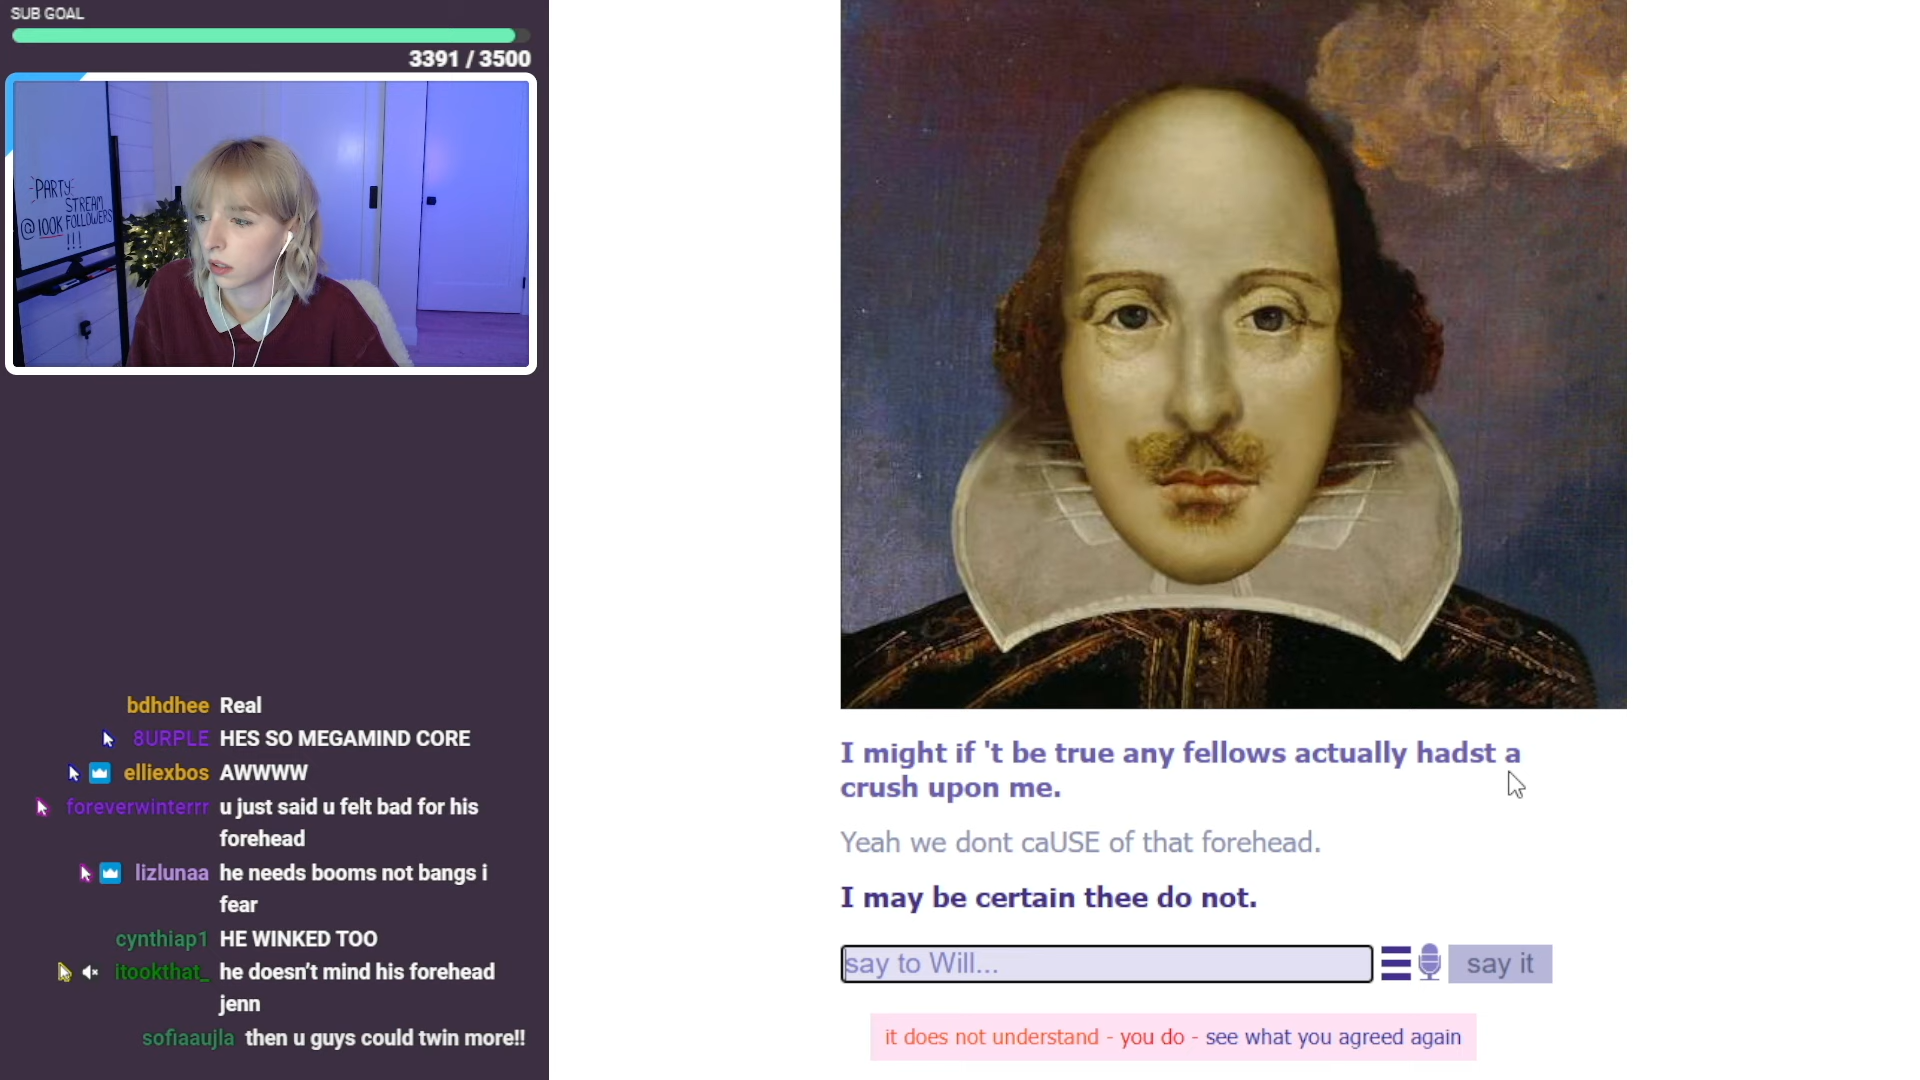 SUB GOAL
3391 / 3500
PARTY
STREAM
@100K FOLLOWERS
!!!
bdhdhee Real
8URPLE HES SO MEGAMIND CORE
elliexbos AWWWW
foreverwinterrr u just said u felt bad for his
forehead
lizlunaa he needs booms not bangs i
fear
cynthiap1 HE WINKED TOO
itookthat_ he doesn’t mind his forehead
jenn
sofiaaujla then u guys could twin more!!
I might if 't be true any fellows actually hadst a
crush upon me.
Yeah we dont caUSE of that forehead.
I may be certain thee do not.
say to Will...
say it
it does not understand - you do - see what you agreed again